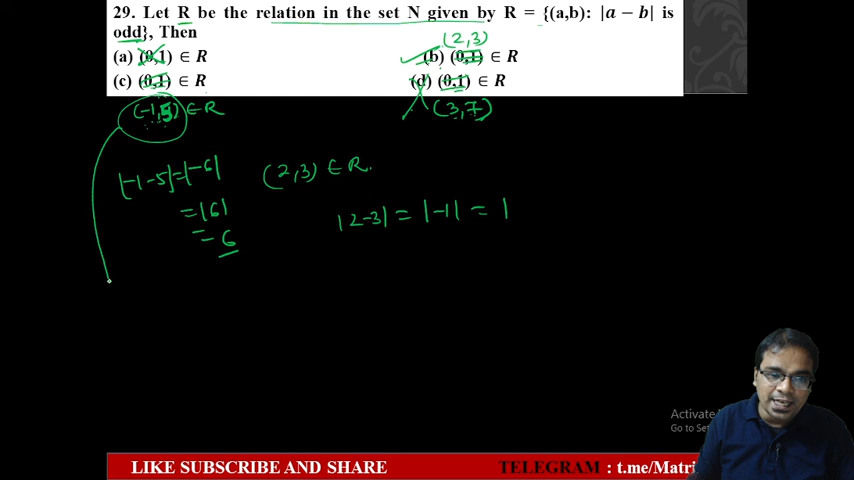 29. Let R be the relation in the set N given by R = {(a,b): |a − b| is
odd}, Then
(2,3)
(a) (0,1) ∈ R (b) (0,1) ∈ R
(c) (0,1) ∈ R (d) (0,1) ∈ R
(-1,5) ∈ R (3,7)
|-1-5|=|-6| (2,3) ∈ R.
=|6| |2-3| = |-1| = 1
= 6
Activate
Go to Set
LIKE SUBSCRIBE AND SHARE TELEGRAM : t.me/Matri